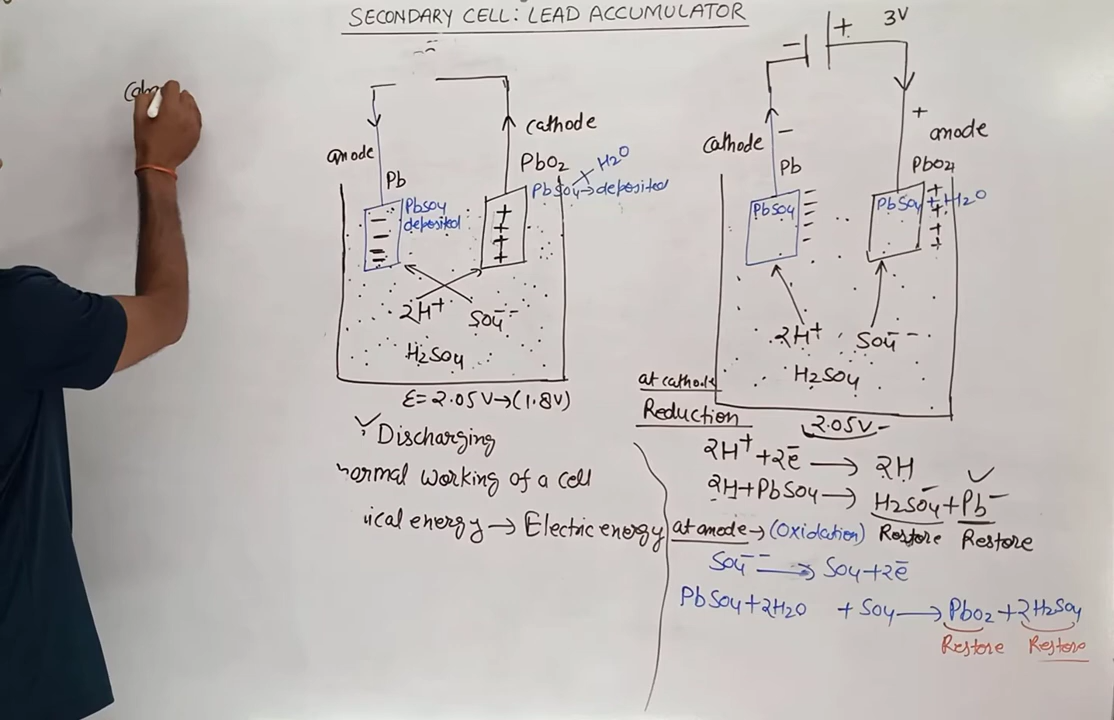 SECONDARY CELL: LEAD ACCUMULATOR
anode
Pb
PbSO4
deposited
cathode
PbO2
H2O
PbSO4→deposited
2H+
SO4--
H2SO4
E=2.05V→(1.8V)
✓: Discharging
ormal working of a cell
ical energy → Electric energy
- + 3V
cathode -
Pb
PbSO4
+
anode
PbO2
PbSO4+H2O
2H+
SO4--
H2SO4
2.05V-
at cathode
Reduction
2H+ +2e- → 2H
2H+PbSO4 → H2SO4+Pb-
Restore Restore
at anode→(Oxidation)
SO4-- → SO4+2e-
PbSO4+2H2O +SO4 → PbO2+2H2SO4
Restore Restore